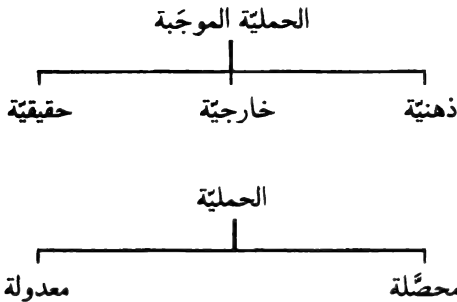 الحمليّة الموجَبة
ذهنيّة خارجيّة حقيقيّة
الحمليّة
محصَّلة معدولة